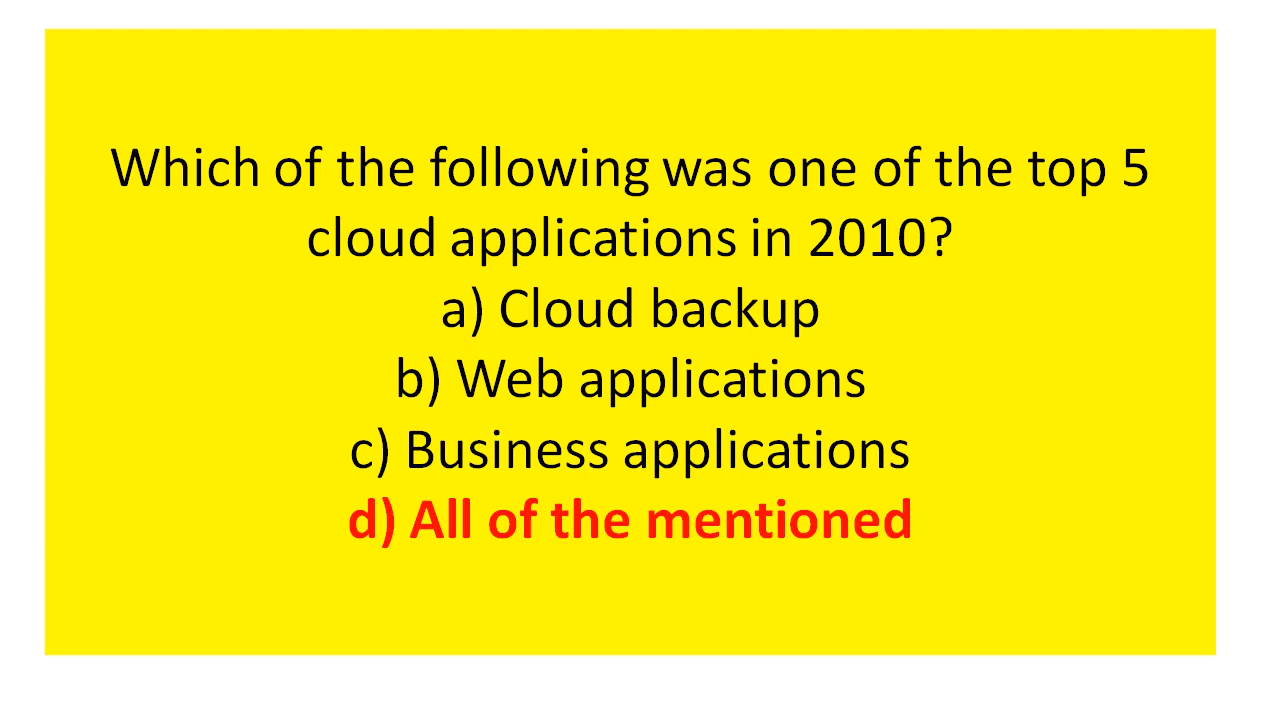 Which of the following was one of the top 5
cloud applications in 2010?
a) Cloud backup
b) Web applications
c) Business applications
d) All of the mentioned